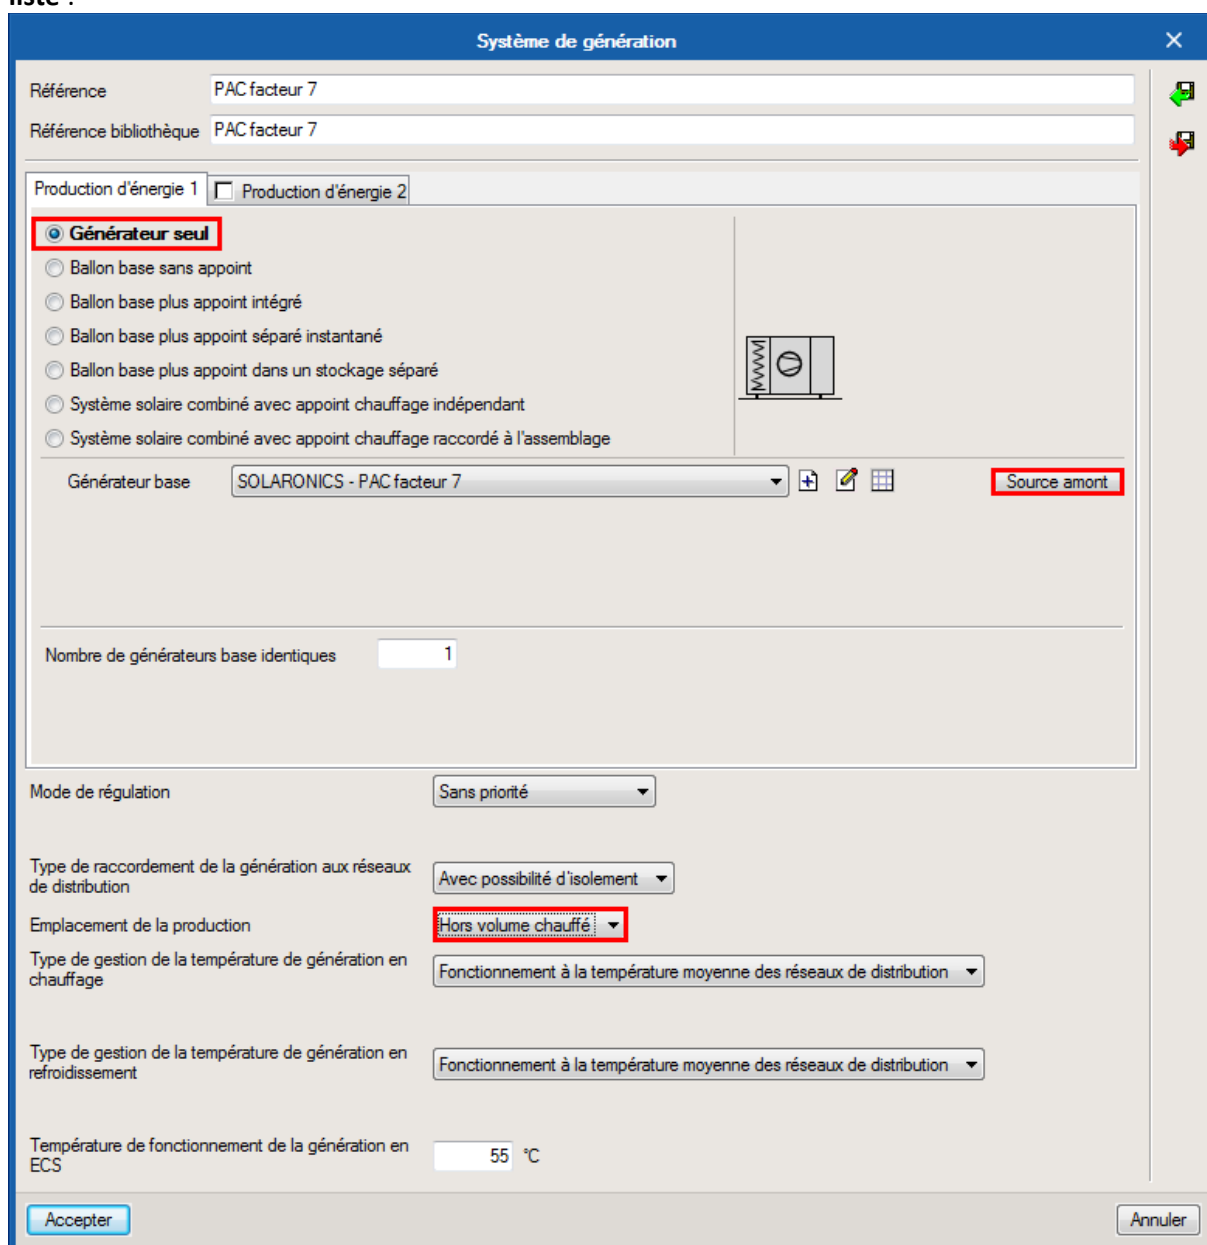 liste :
Système de génération
Référence PAC facteur 7
Référence bibliothèque PAC facteur 7
Production d'énergie 1 Production d'énergie 2
Générateur seul
Ballon base sans appoint
Ballon base plus appoint intégré
Ballon base plus appoint séparé instantané
Ballon base plus appoint dans un stockage séparé
Système solaire combiné avec appoint chauffage indépendant
Système solaire combiné avec appoint chauffage raccordé à l'assemblage
Générateur base SOLARONICS - PAC facteur 7 Source amont
Nombre de générateurs base identiques 1
Mode de régulation Sans priorité
Type de raccordement de la génération aux réseaux
de distribution Avec possibilité d'isolement
Emplacement de la production Hors volume chauffé
Type de gestion de la température de génération en
chauffage Fonctionnement à la température moyenne des réseaux de distribution
Type de gestion de la température de génération en
refroidissement Fonctionnement à la température moyenne des réseaux de distribution
Température de fonctionnement de la génération en
ECS 55 °C
Accepter Annuler